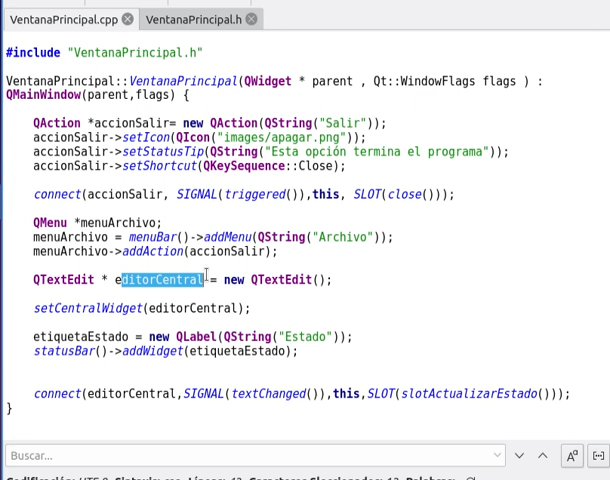 VentanaPrincipal.cpp VentanaPrincipal.h
#include "VentanaPrincipal.h"
VentanaPrincipal::VentanaPrincipal(QWidget * parent , Qt::WindowFlags flags ) :
QMainWindow(parent,flags) {
QAction *accionSalir= new QAction(QString("Salir"));
accionSalir->setIcon(QIcon("images/apagar.png"));
accionSalir->setStatusTip(QString("Esta opción termina el programa"));
accionSalir->setShortcut(QKeySequence::Close);
connect(accionSalir, SIGNAL(triggered()),this, SLOT(close()));
QMenu *menuArchivo;
menuArchivo = menuBar()->addMenu(QString("Archivo"));
menuArchivo->addAction(accionSalir);
QTextEdit * editorCentral = new QTextEdit();
setCentralWidget(editorCentral);
etiquetaEstado = new QLabel(QString("Estado"));
statusBar()->addWidget(etiquetaEstado);
connect(editorCentral,SIGNAL(textChanged()),this,SLOT(slotActualizarEstado()));
}
Buscar...